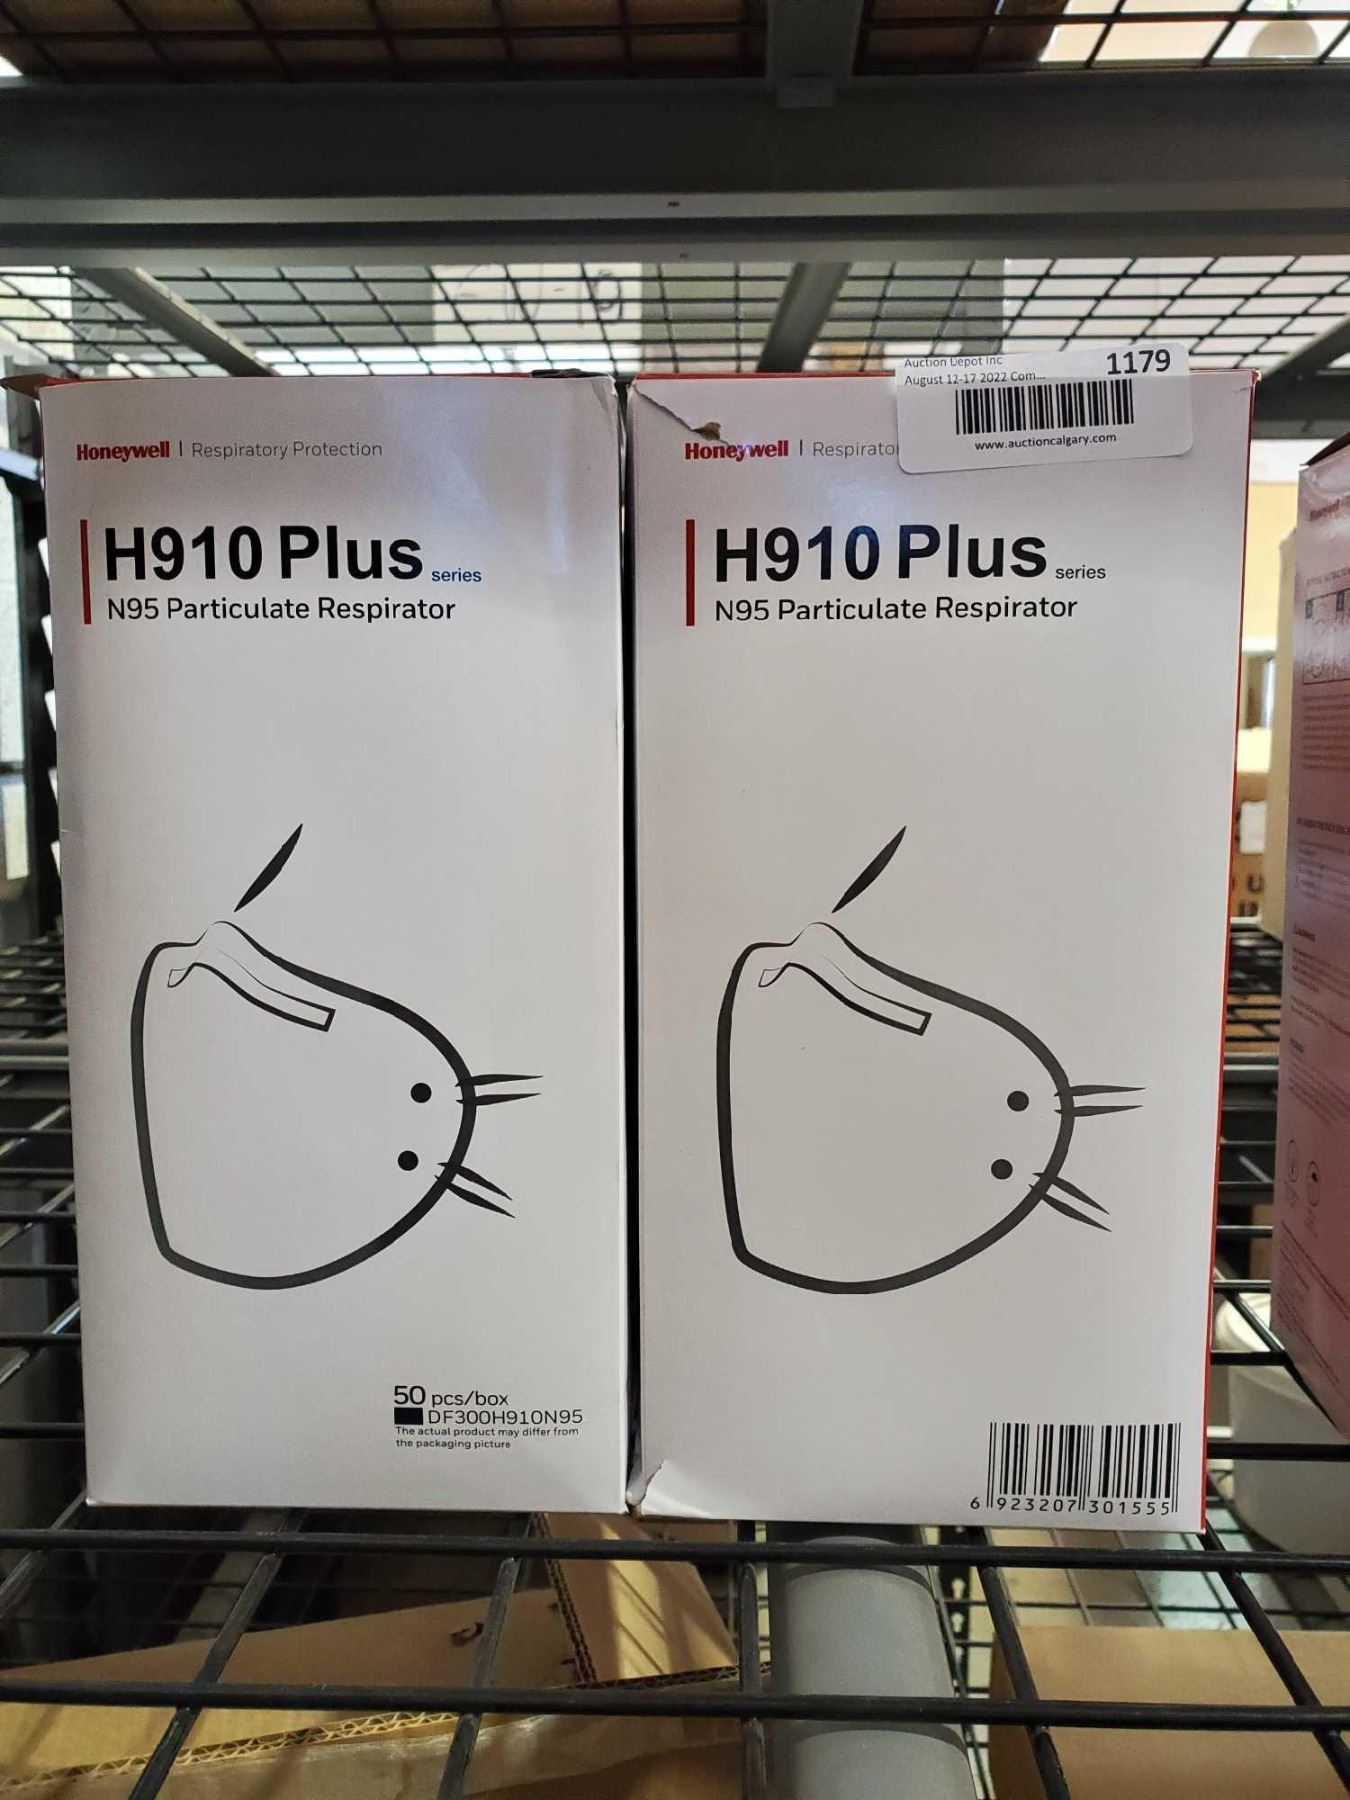 Honeywell | Respiratory Protection
H910 Plus series
N95 Particulate Respirator
50 pcs/box
DF300H910N95
The actual product may differ from
the packaging picture
Auction Depot Inc
1179
August 12-17 2022 Com...
www.auctioncalgary.com
Honeywell | Respirato
H910 Plus series
N95 Particulate Respirator
6 923207 301555